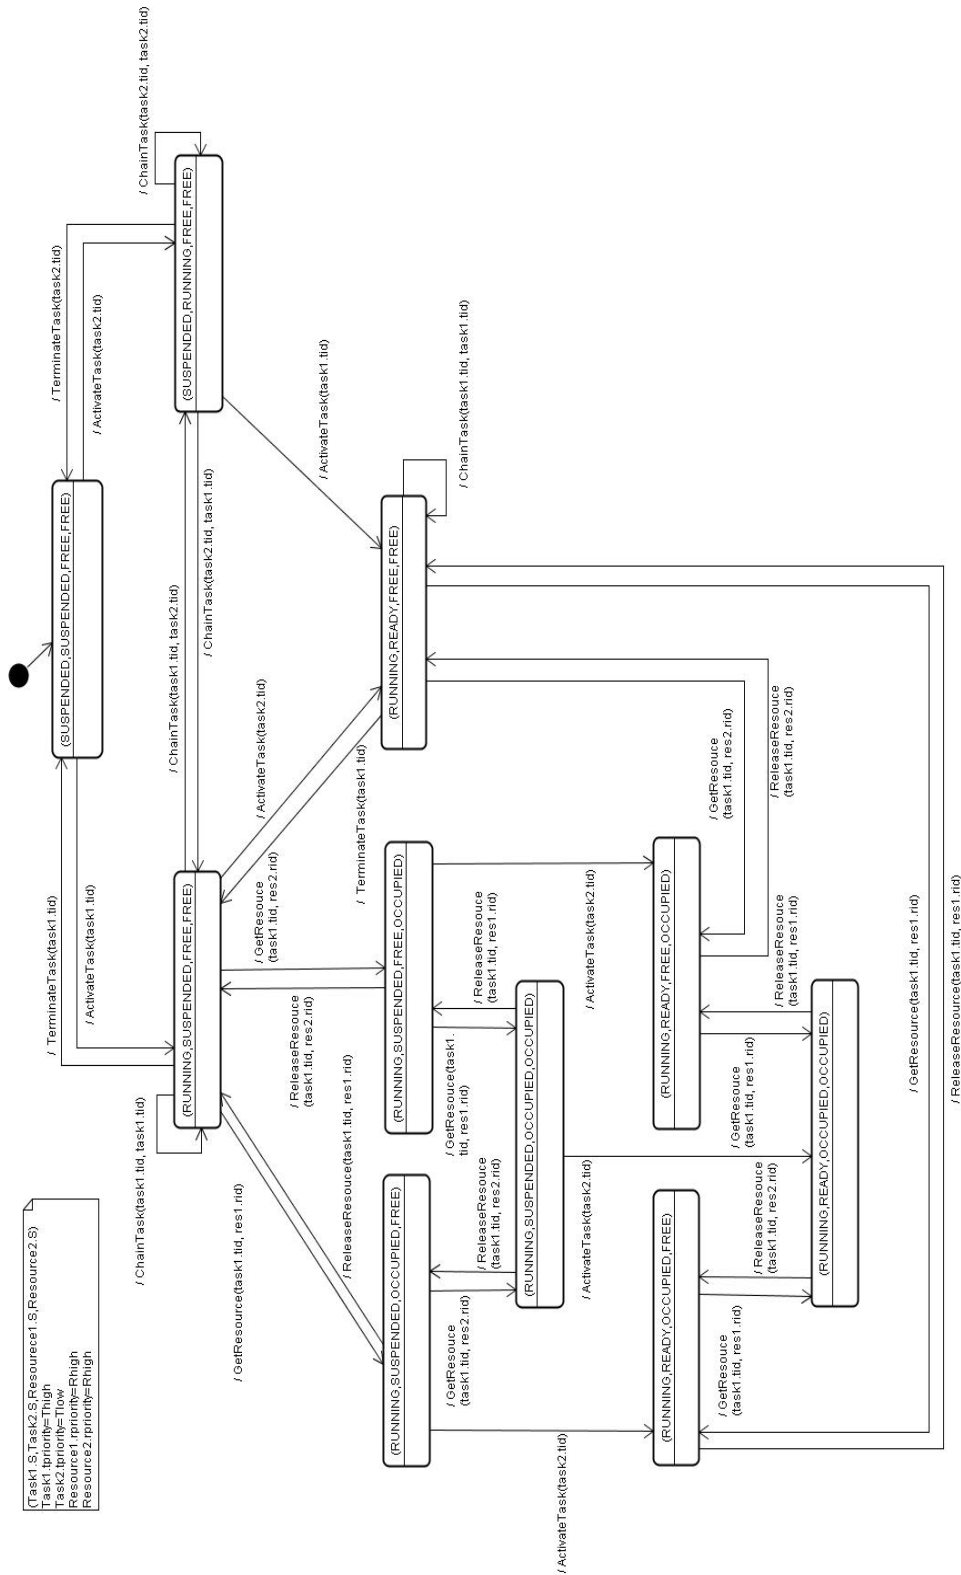 (Task1.S,Task2.S,Resourece1.S,Resource2.S)
Task1.tpriority=Thigh
Task2.tpriority=Tlow
Resource1.rpriority=Rhigh
Resource2.rpriority=Rhigh
/ TerminateTask(task1.tid)
/ TerminateTask(task2.tid)
(SUSPENDED,SUSPENDED,FREE,FREE)
/ ActivateTask(task1.tid)
/ ActivateTask(task2.tid)
/ ChainTask(task1.tid, task1.tid)
/ ChainTask(task2.tid, task2.tid)
/ ChainTask(task1.tid, task2.tid)
(RUNNING,SUSPENDED,FREE,FREE)
(SUSPENDED,RUNNING,FREE,FREE)
/ ChainTask(task2.tid, task1.tid)
/ GetResource(task1.tid, res1.rid)
/ GetResouce
(task1.tid, res2.rid)
/ ActivateTask(task2.tid)
/ ReleaseResouce
(task1.tid, res2.rid)
/ ActivateTask(task1.tid)
/ ReleaseResouce(task1.tid, res1.rid)
/ TerminateTask(task1.tid)
(RUNNING,SUSPENDED,OCCUPIED,FREE)
(RUNNING,SUSPENDED,FREE,OCCUPIED)
(RUNNING,READY,FREE,FREE)
/ ChainTask(task1.tid, task1.tid)
/ GetResouce
(task1.tid, res2.rid)
/ ReleaseResouce
(task1.tid, res2.rid)
/ GetResouce(task1.
tid, res1.rid)
/ ReleaseResouce
(task1.tid, res1.rid)
(RUNNING,SUSPENDED,OCCUPIED,OCCUPIED)
/ ActivateTask(task2.tid)
/ ActivateTask(task2.tid)
/ ActivateTask(task2.tid)
(RUNNING,READY,OCCUPIED,FREE)
(RUNNING,READY,FREE,OCCUPIED)
/ GetResouce
(task1.tid, res2.rid)
/ ReleaseResouce
(task1.tid, res2.rid)
/ GetResouce
(task1.tid, res1.rid)
/ ReleaseResouce
(task1.tid, res2.rid)
/ GetResouce
(task1.tid, res1.rid)
/ ReleaseResouce
(task1.tid, res1.rid)
(RUNNING,READY,OCCUPIED,OCCUPIED)
/ GetResource(task1.tid, res1.rid)
/ ReleaseResource(task1.tid, res1.rid)